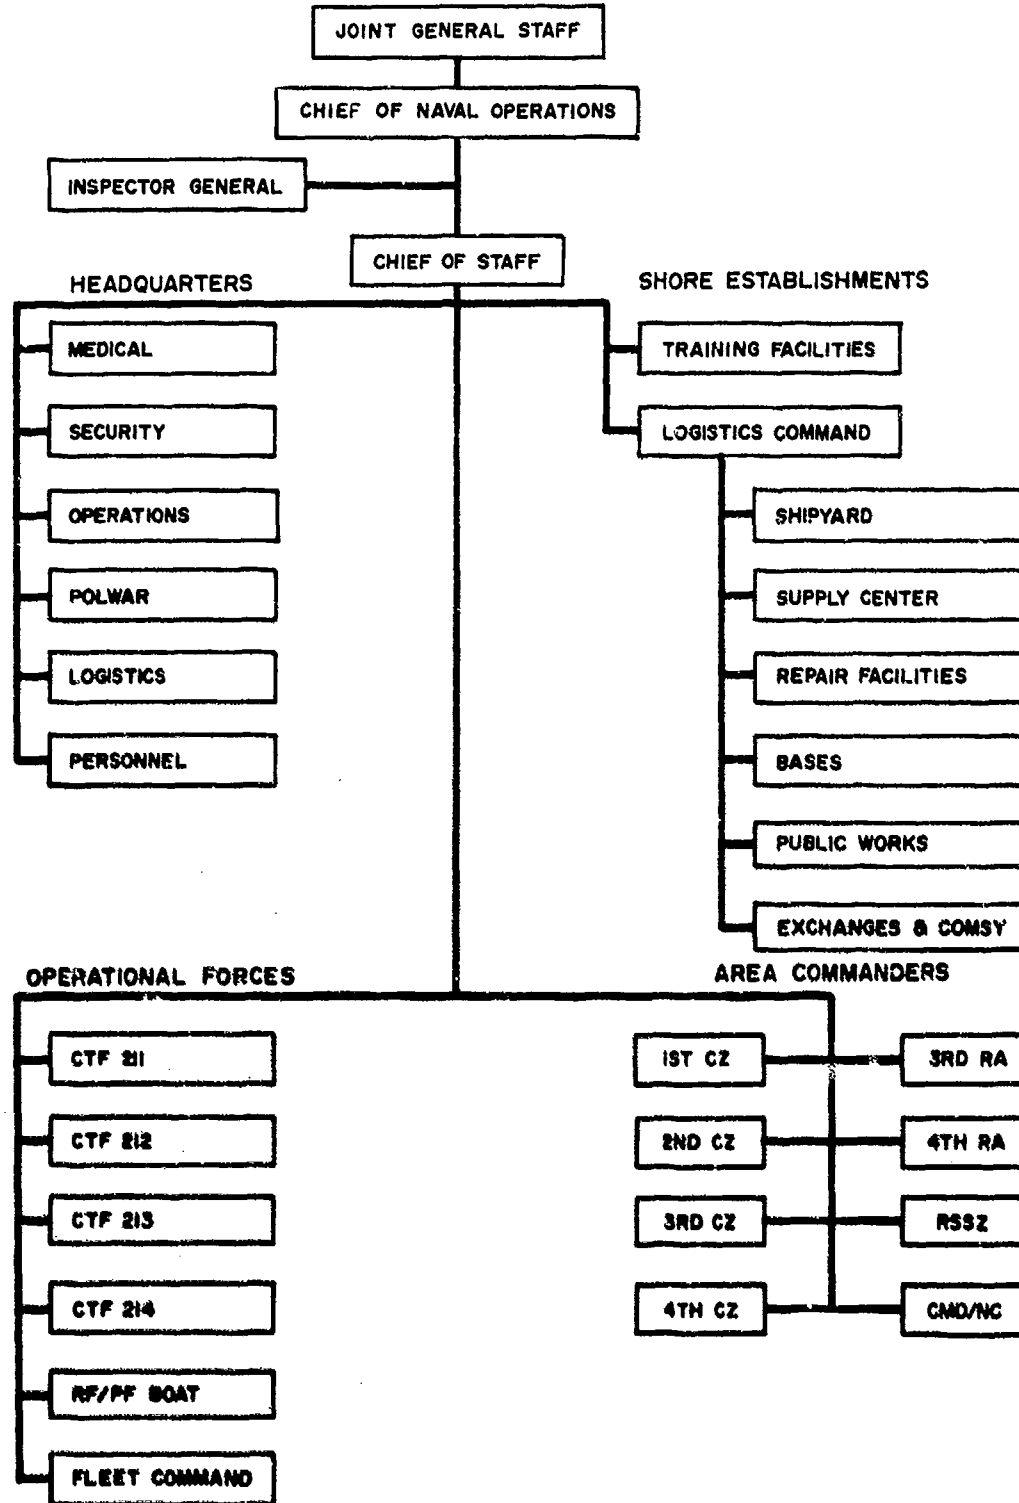 JOINT GENERAL STAFF
CHIEF OF NAVAL OPERATIONS
INSPECTOR GENERAL
CHIEF OF STAFF
HEADQUARTERS
MEDICAL
SECURITY
OPERATIONS
POLWAR
LOGISTICS
PERSONNEL
SHORE ESTABLISHMENTS
TRAINING FACILITIES
LOGISTICS COMMAND
SHIPYARD
SUPPLY CENTER
REPAIR FACILITIES
BASES
PUBLIC WORKS
EXCHANGES & COMSY
OPERATIONAL FORCES
CTF 211
CTF 212
CTF 213
CTF 214
RF/PF BOAT
FLEET COMMAND
AREA COMMANDERS
1ST CZ
3RD RA
2ND CZ
4TH RA
3RD CZ
RSSZ
4TH CZ
CMD/NC